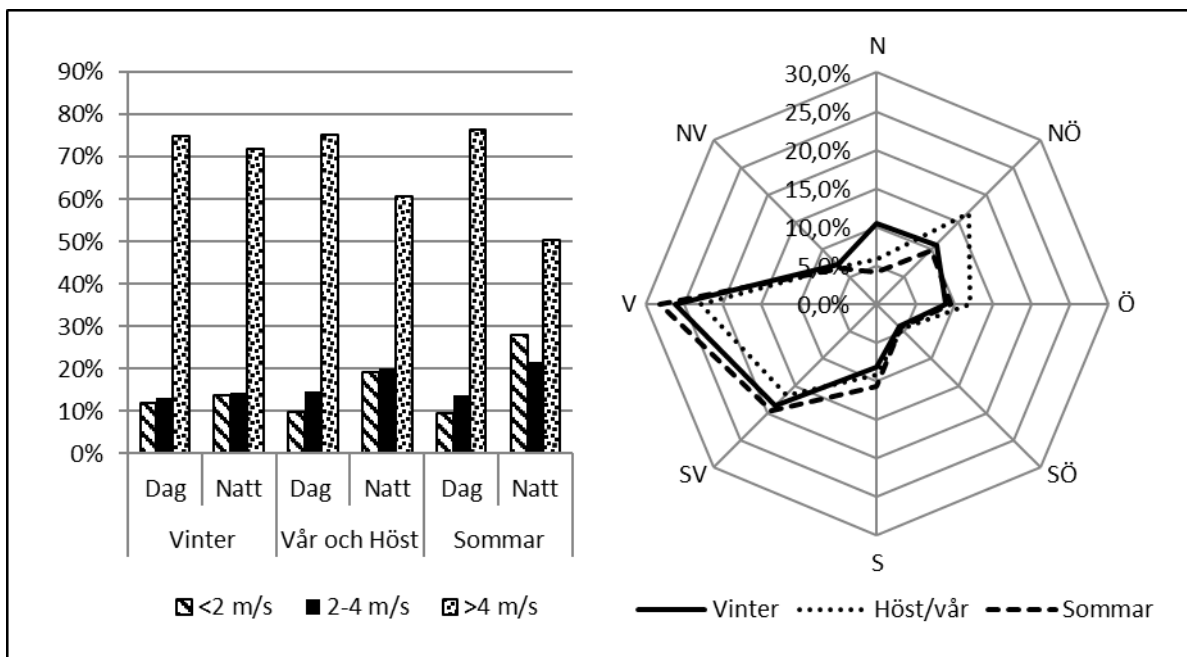 90%
80%
70%
60%
50%
40%
30%
20%
10%
0%
Dag Natt Dag Natt Dag Natt
Vinter Vår och Höst Sommar
<2 m/s 2-4 m/s >4 m/s
N
30,0%
25,0%
20,0%
15,0%
10,0%
5,0%
0,0%
NÖ
Ö
SÖ
S
SV
V
NV
Vinter Höst/vår Sommar